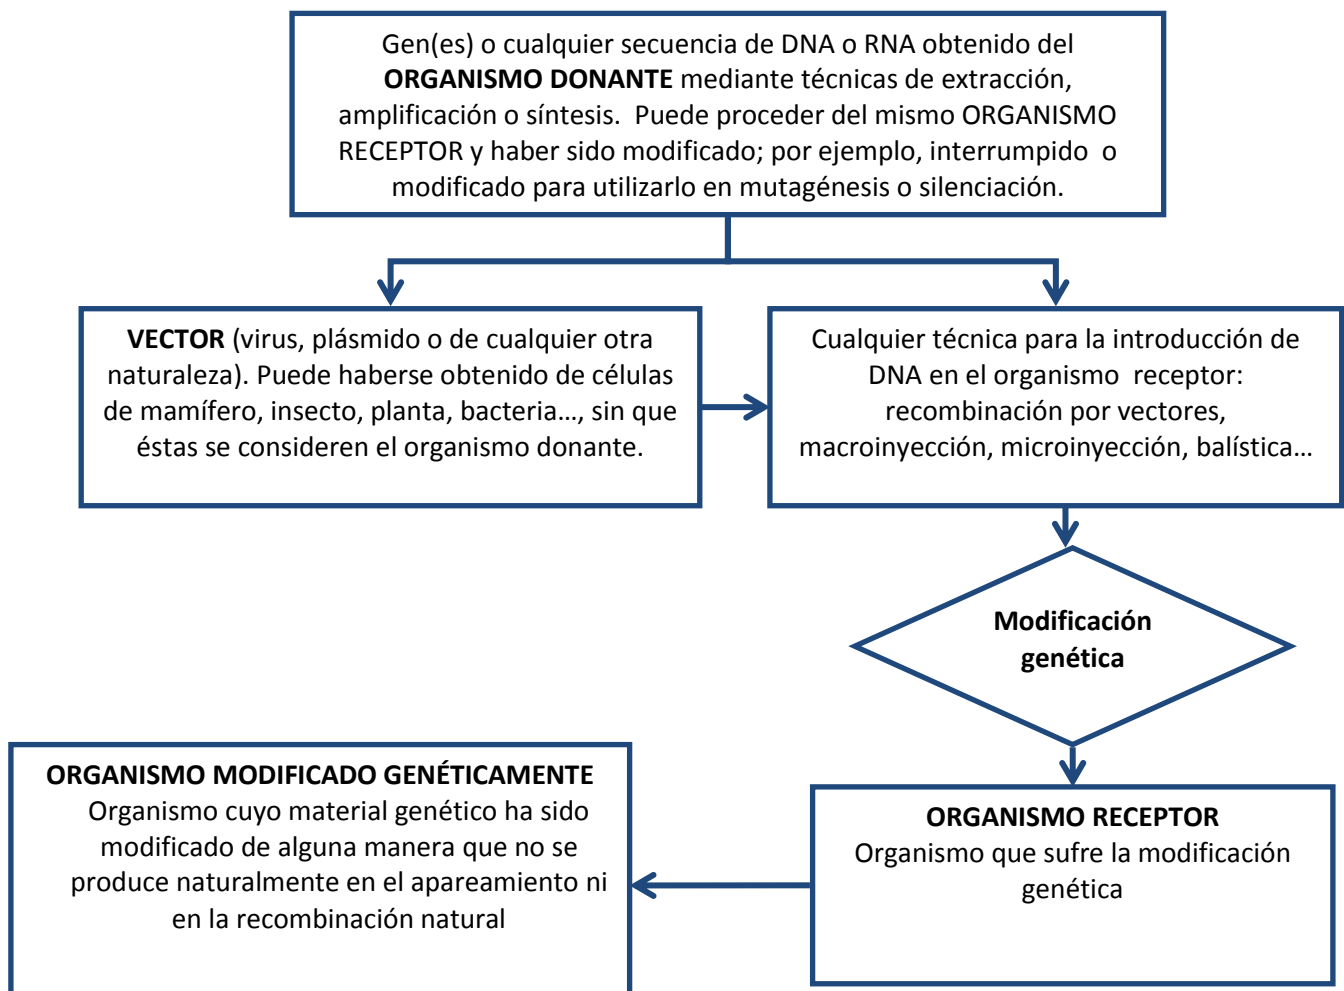 Gen(es) o cualquier secuencia de DNA o RNA obtenido del
ORGANISMO DONANTE mediante técnicas de extracción,
amplificación o síntesis.  Puede proceder del mismo ORGANISMO
RECEPTOR y haber sido modificado; por ejemplo, interrumpido  o
modificado para utilizarlo en mutagénesis o silenciación.
VECTOR (virus, plásmido o de cualquier otra
naturaleza). Puede haberse obtenido de células
de mamífero, insecto, planta, bacteria…, sin que
éstas se consideren el organismo donante.
Cualquier técnica para la introducción de
DNA en el organismo  receptor:
recombinación por vectores,
macroinyección, microinyección, balística…
Modificación
genética
ORGANISMO RECEPTOR
Organismo que sufre la modificación
genética
ORGANISMO MODIFICADO GENÉTICAMENTE
Organismo cuyo material genético ha sido
modificado de alguna manera que no se
produce naturalmente en el apareamiento ni
en la recombinación natural